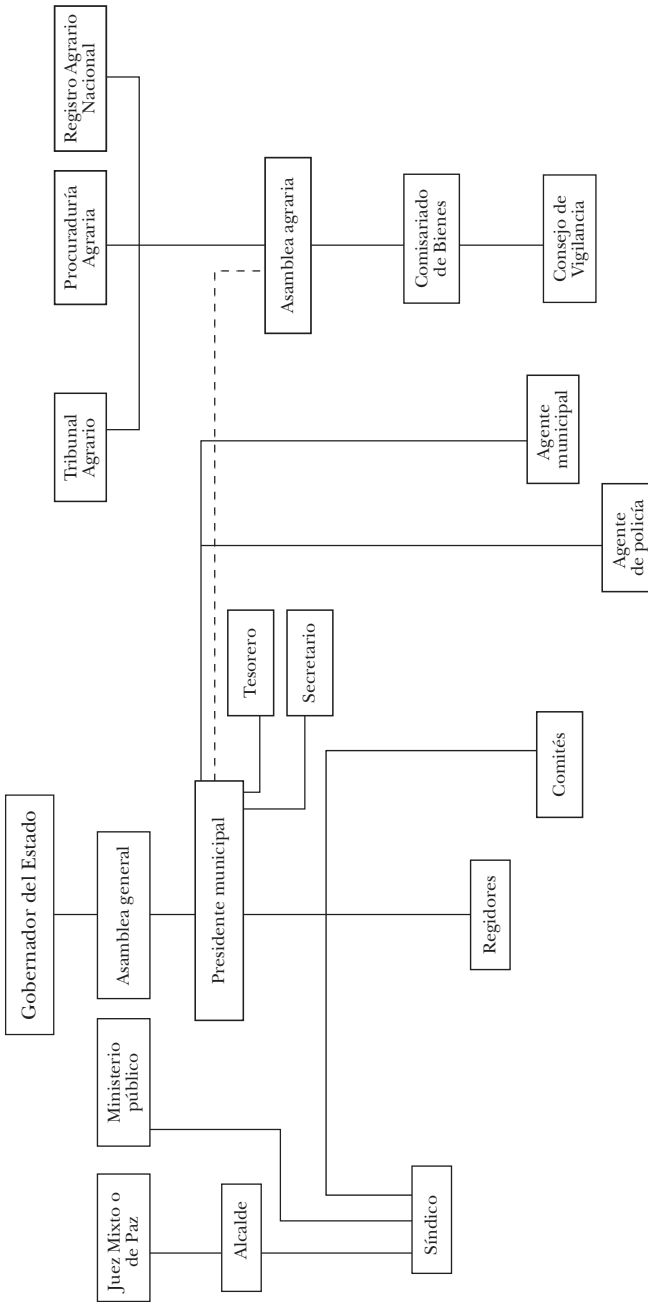 Gobernador del Estado
Juez Mixto o
de Paz
Ministerio
público
Asamblea general
Tribunal
Agrario
Procuraduría
Agraria
Registro Agrario
Nacional
Alcalde
Presidente municipal
Tesorero
Secretario
Asamblea agraria
Comisariado
de Bienes
Síndico
Regidores
Comités
Agente
de policía
Agente
municipal
Consejo de
Vigilancia